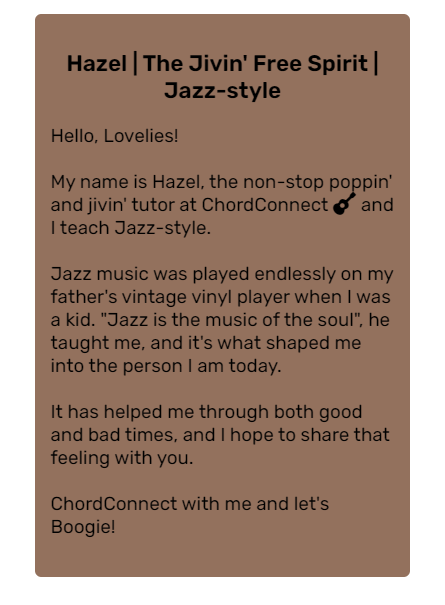 Hazel | The Jivin' Free Spirit |
Jazz-style
Hello, Lovelies!
My name is Hazel, the non-stop poppin'
and jivin' tutor at ChordConnect 🎸 and
I teach Jazz-style.
Jazz music was played endlessly on my
father's vintage vinyl player when I was
a kid. "Jazz is the music of the soul", he
taught me, and it's what shaped me
into the person I am today.
It has helped me through both good
and bad times, and I hope to share that
feeling with you.
ChordConnect with me and let's
Boogie!